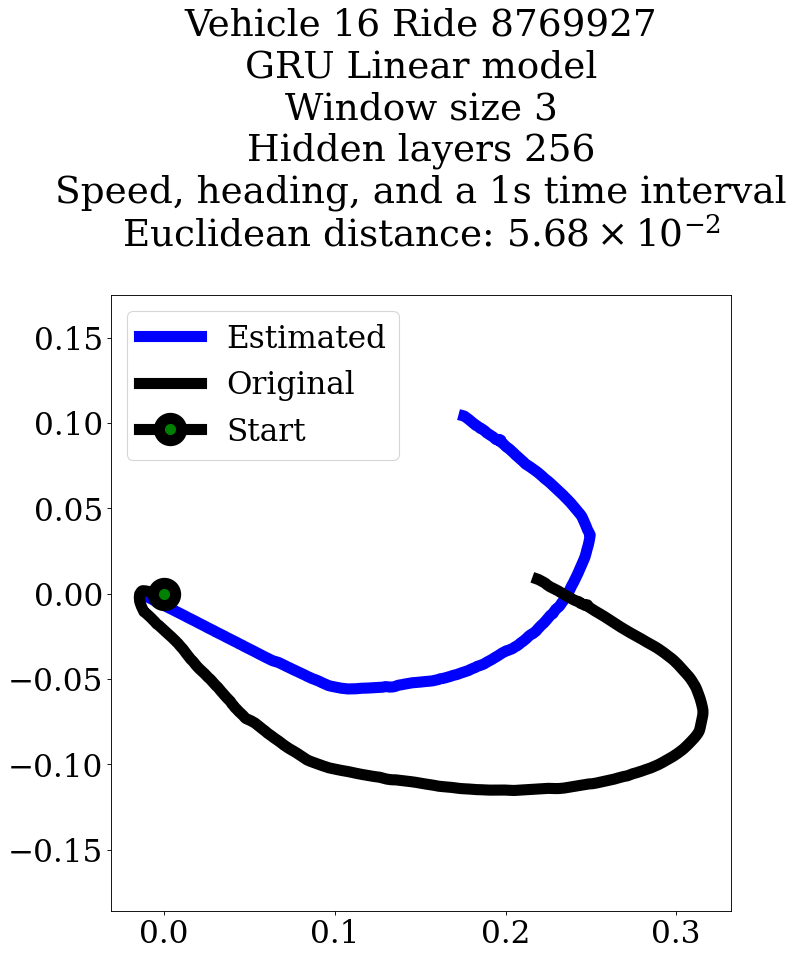 Vehicle 16 Ride 8769927
GRU Linear model
Window size 3
Hidden layers 256
Speed, heading, and a 1s time interval
Euclidean distance: 5.68 × 10⁻²
Estimated
Original
Start
0.15
0.10
0.05
0.00
−0.05
−0.10
−0.15
0.0 0.1 0.2 0.3